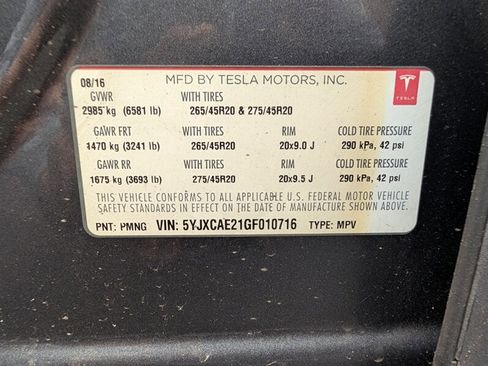 08/16 MFD BY TESLA MOTORS, INC.
TESLA
GVWR WITH TIRES
2985 kg (6581 lb) 265/45R20 & 275/45R20
GAWR FRT WITH TIRES RIM COLD TIRE PRESSURE
1470 kg (3241 lb) 265/45R20 20x9.0 J 290 kPa, 42 psi
GAWR RR WITH TIRES RIM COLD TIRE PRESSURE
1675 kg (3693 lb) 275/45R20 20x9.5 J 290 kPa, 42 psi
THIS VEHICLE CONFORMS TO ALL APPLICABLE U.S. FEDERAL MOTOR VEHICLE
SAFETY STANDARDS IN EFFECT ON THE DATE OF MANUFACTURE SHOWN ABOVE.
PNT: PMNG VIN: 5YJXCAE21GF010716 TYPE: MPV